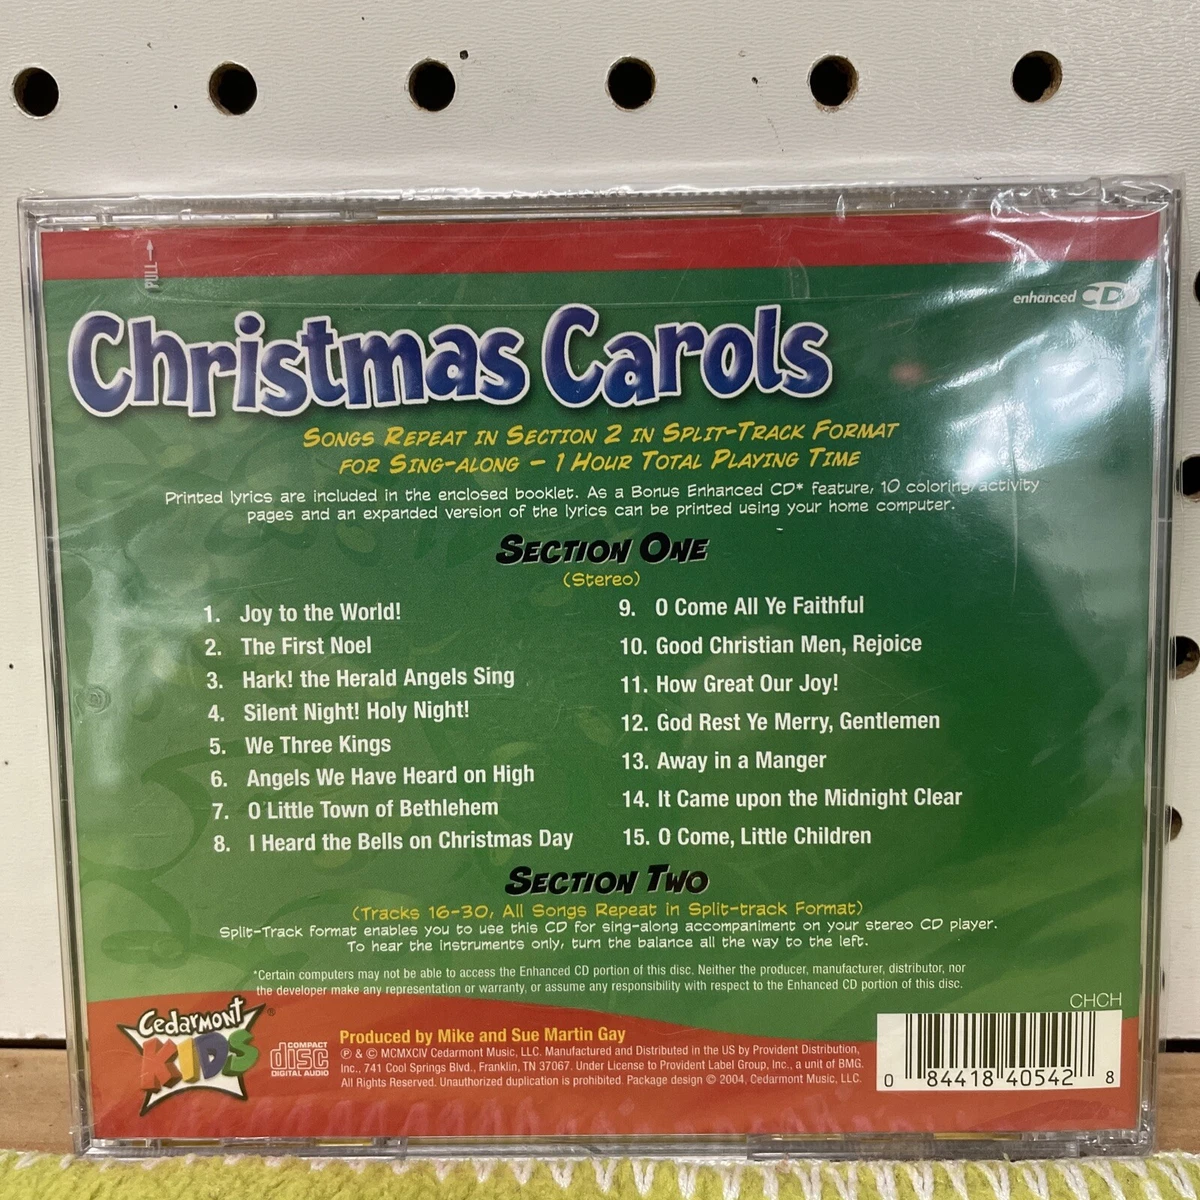 PULL→
enhanced CD
Christmas Carols
Songs Repeat in Section 2 in Split-Track Format
for Sing-along – 1 Hour Total Playing Time
Printed lyrics are included in the enclosed booklet. As a Bonus Enhanced CD* feature, 10 coloring/activity
pages and an expanded version of the lyrics can be printed using your home computer.
Section One
(Stereo)
1. Joy to the World!
2. The First Noel
3. Hark! the Herald Angels Sing
4. Silent Night! Holy Night!
5. We Three Kings
6. Angels We Have Heard on High
7. O Little Town of Bethlehem
8. I Heard the Bells on Christmas Day
9. O Come All Ye Faithful
10. Good Christian Men, Rejoice
11. How Great Our Joy!
12. God Rest Ye Merry, Gentlemen
13. Away in a Manger
14. It Came upon the Midnight Clear
15. O Come, Little Children
Section Two
(Tracks 16-30, All Songs Repeat in Split-track Format)
Split-Track format enables you to use this CD for sing-along accompaniment on your stereo CD player.
To hear the instruments only, turn the balance all the way to the left.
*Certain computers may not be able to access the Enhanced CD portion of this disc. Neither the producer, manufacturer, distributor, nor
the developer make any representation or warranty, or assume any responsibility with respect to the Enhanced CD portion of this disc.
Cedarmont
KIDS®
COMPACT
disc
DIGITAL AUDIO
Produced by Mike and Sue Martin Gay
℗ & © MCMXCIV Cedarmont Music, LLC. Manufactured and Distributed in the US by Provident Distribution,
Inc., 741 Cool Springs Blvd., Franklin, TN 37067. Under License to Provident Label Group, Inc., a unit of BMG.
All Rights Reserved. Unauthorized duplication is prohibited. Package design © 2004, Cedarmont Music, LLC.
CHCH
0 84418 40542 8